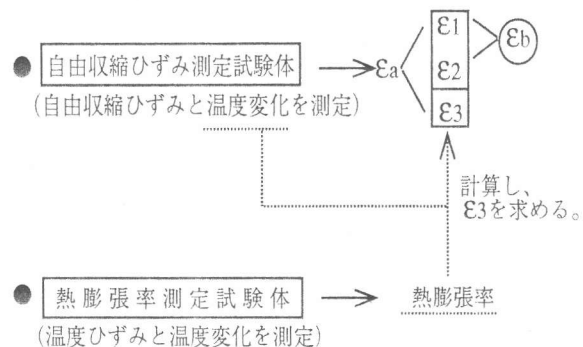 ε1
● 自由収縮ひずみ測定試験体 → εa ε2 εb
(自由収縮ひずみと温度変化を測定) ε3
計算し、
ε3を求める。
● 熱膨張率測定試験体 → 熱膨張率
(温度ひずみと温度変化を測定)